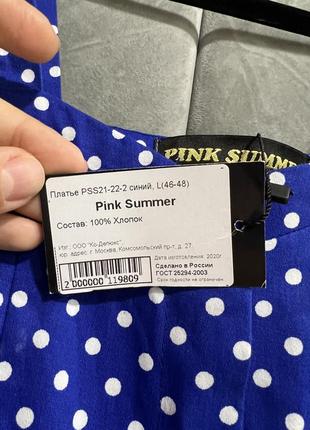 PINK SUMMER
Платье PSS21-22-2 синий, L(46-48)
Pink Summer
Состав: 100% Хлопок
Изг.: ООО "Ко-Делюкс",
юр. адрес: г. Москва, Комсомольский пр-т, д. 27,
Дата изготовления: 2020г
Сделано в России
ГОСТ 25294-2003
Срок годности не ограничен
2 000000 119809